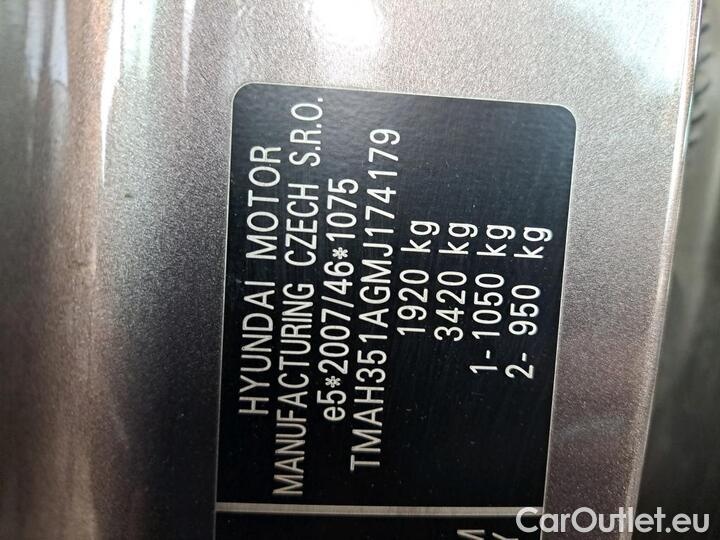 HYUNDAI MOTOR
MANUFACTURING CZECH S.R.O.
e5*2007/46*1075
TMAH351AGMJ174179
1920 kg
3420 kg
1- 1050 kg
2- 950 kg
CarOutlet.eu